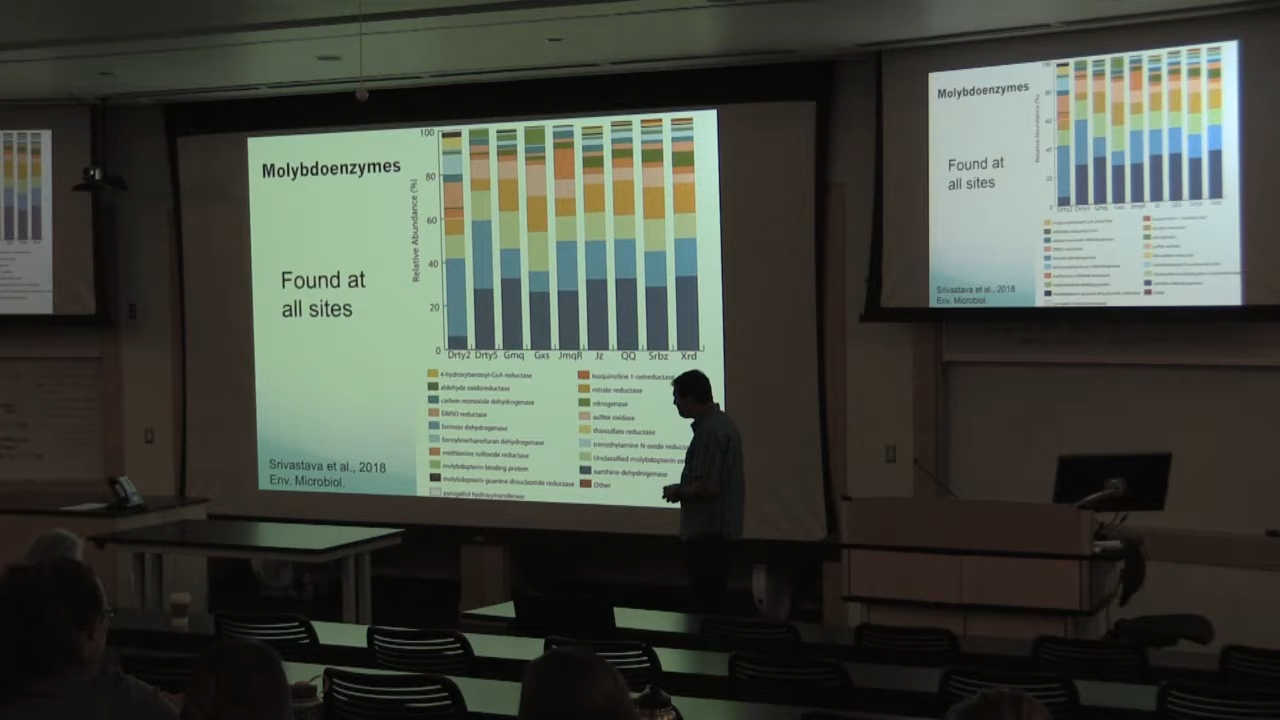 Molybdoenzymes
Found at
all sites
Srivastava et al., 2018
Env. Microbiol.
Relative Abundance (%)
100
80
60
40
20
0
Drty2 Drty5 Gmq Gxs JmqR Jz QQ Srbz Xrd
4-hydroxybenzoyl-CoA reductase
aldehyde oxidoreductase
carbon monoxide dehydrogenase
DMSO reductase
formate dehydrogenase
formylmethanofuran dehydrogenase
methionine sulfoxide reductase
molybdopterin binding protein
molybdopterin guanine dinucleotide reductase
pyrogallol hydroxytransferase
isoquinoline 1-oxidreductase
nitrate reductase
nitrogenase
sulfite oxidase
thiosulfate reductase
trimethylamine N-oxide
Unclassified molybdopterin
xanthine dehydrogenase
Other
Molybdoenzymes
Found at
all sites
Srivastava et al., 2018
Env. Microbiol.
Relative Abundance (%)